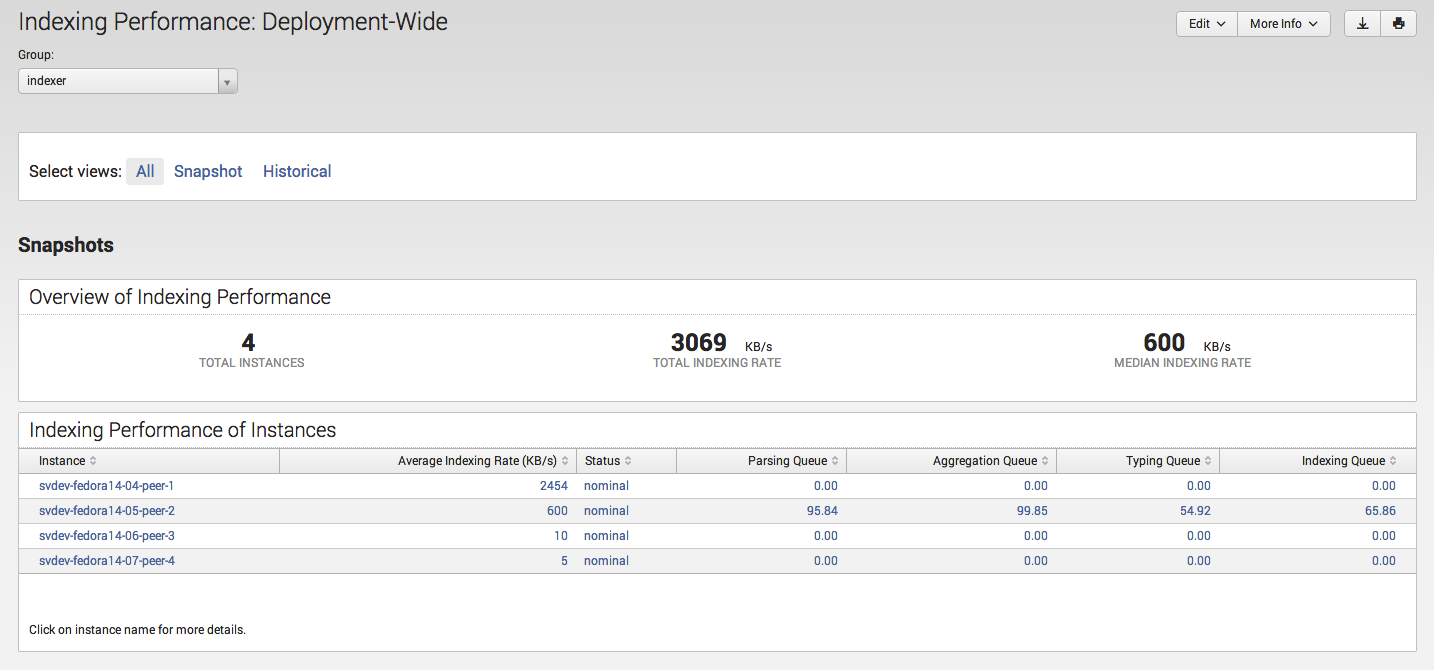 Indexing Performance: Deployment-Wide
Edit More Info
Group:
indexer
Select views: All Snapshot Historical
Snapshots
Overview of Indexing Performance
4 3069 KB/s 600 KB/s
TOTAL INSTANCES TOTAL INDEXING RATE MEDIAN INDEXING RATE
Indexing Performance of Instances
Instance Average Indexing Rate (KB/s) Status Parsing Queue Aggregation Queue Typing Queue Indexing Queue
svdev-fedora14-04-peer-1 2454 nominal 0.00 0.00 0.00 0.00
svdev-fedora14-05-peer-2 600 nominal 95.84 99.85 54.92 65.86
svdev-fedora14-06-peer-3 10 nominal 0.00 0.00 0.00 0.00
svdev-fedora14-07-peer-4 5 nominal 0.00 0.00 0.00 0.00
Click on instance name for more details.